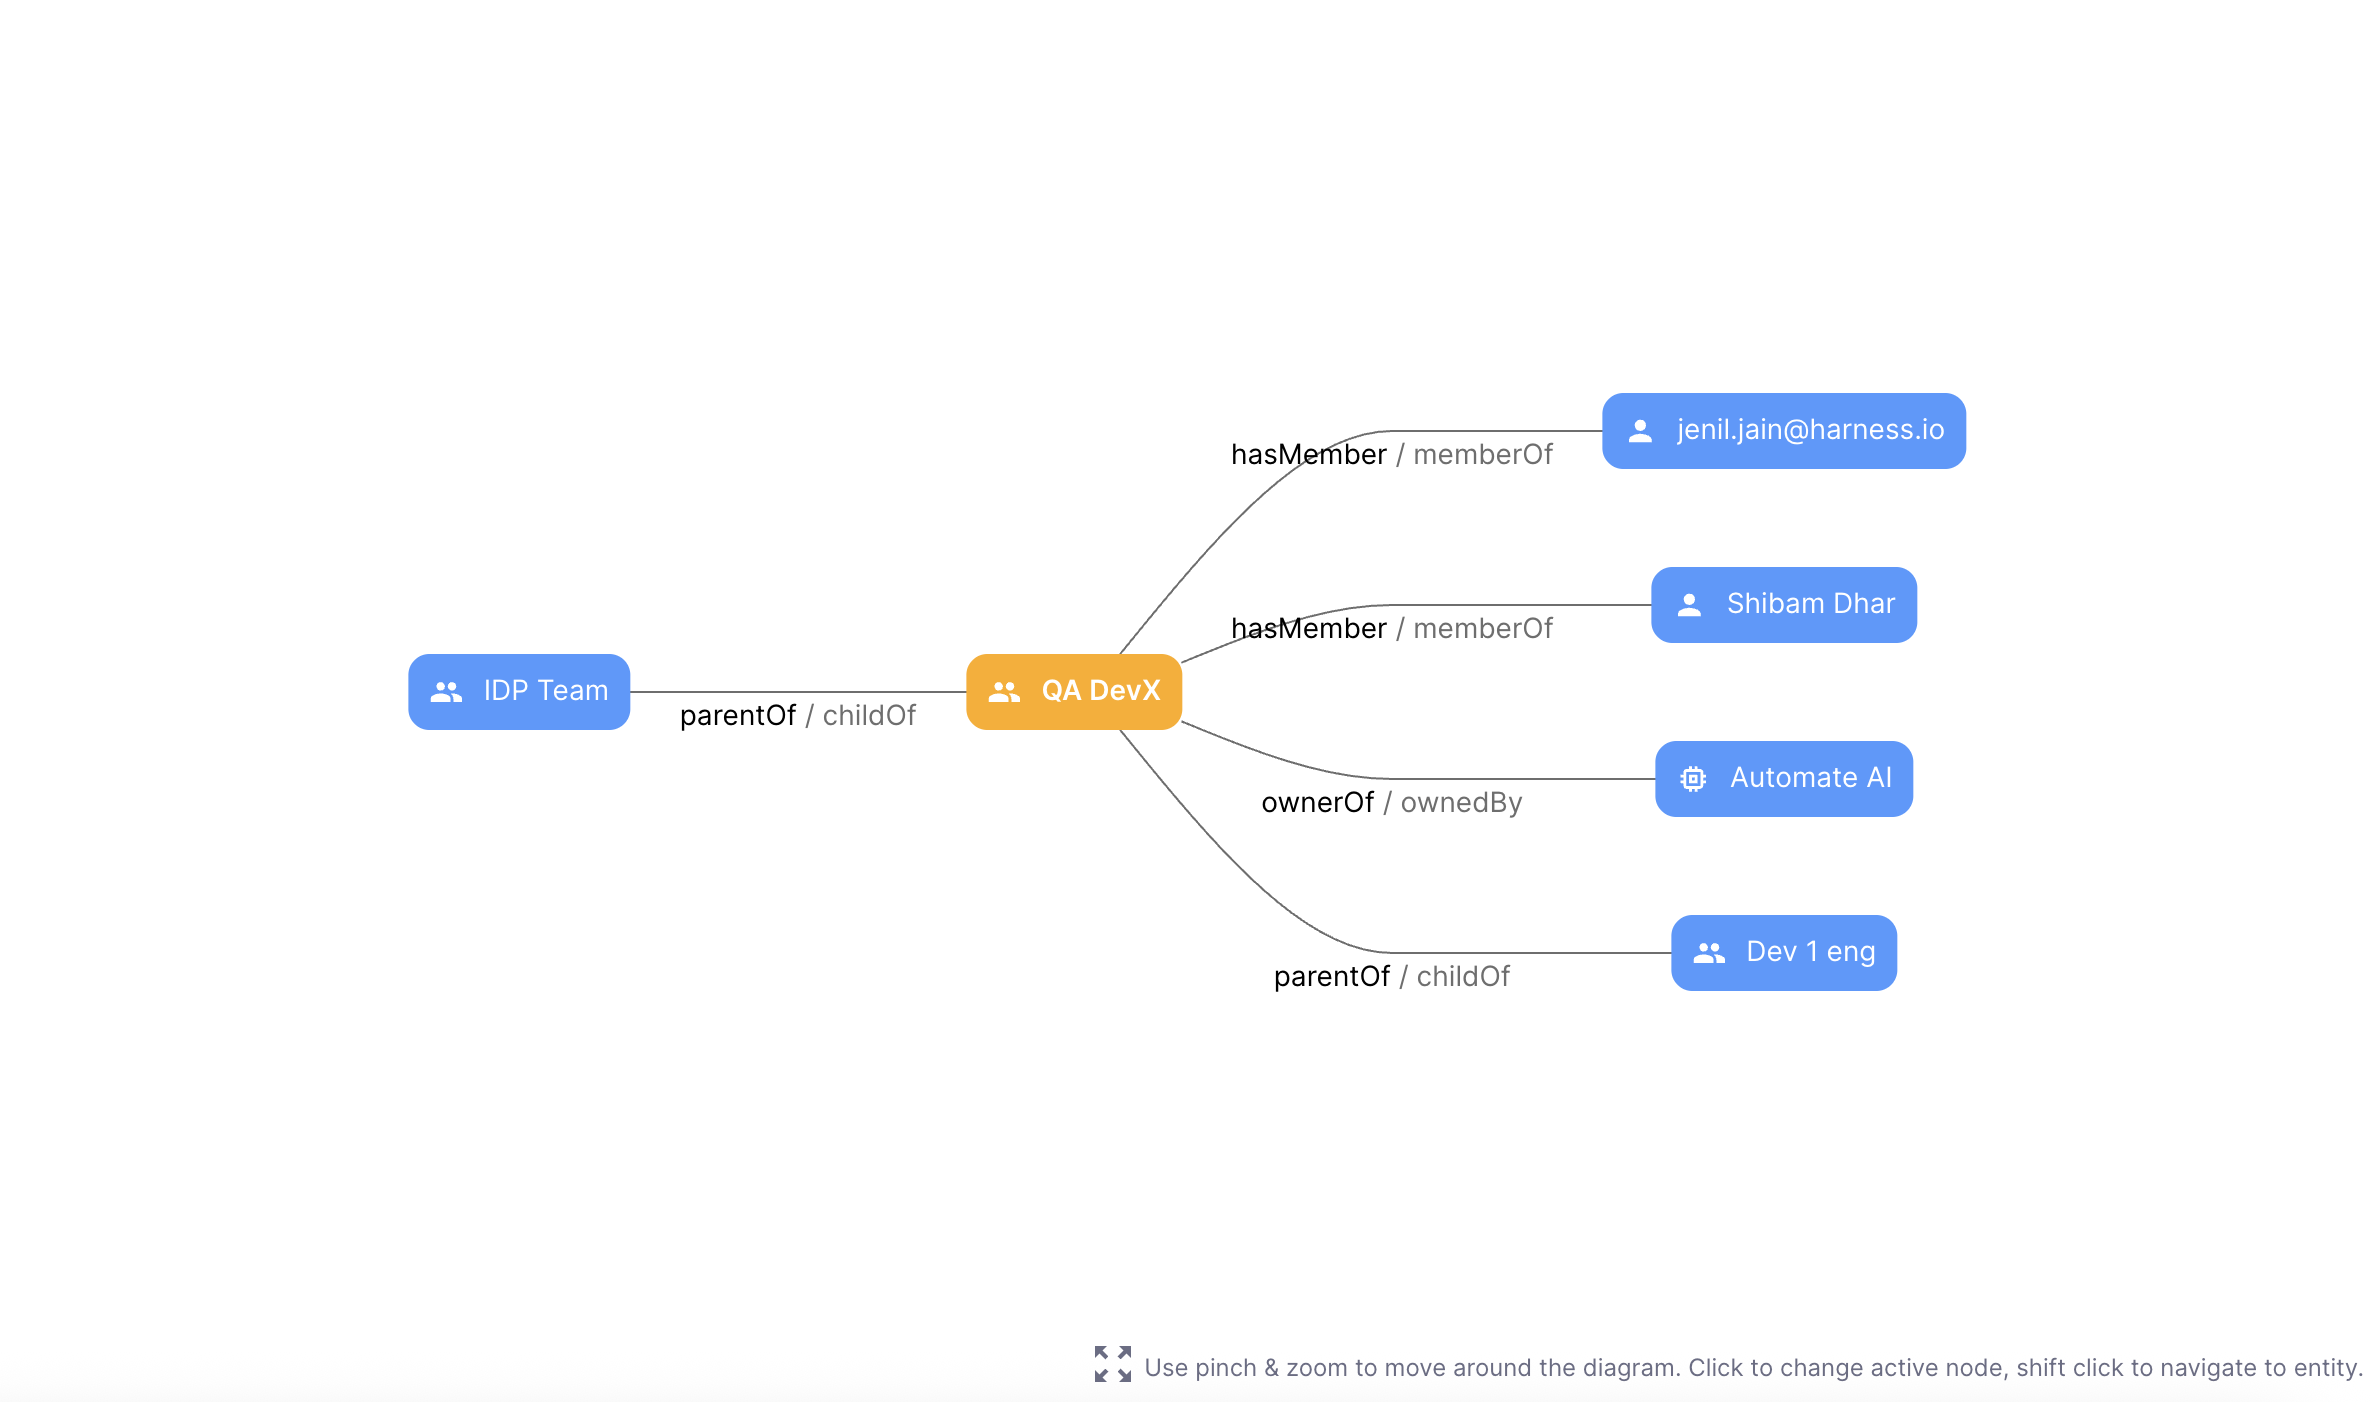 jenil.jain@harness.io
hasMember / memberOf
Shibam Dhar
hasMember / memberOf
IDP Team
QA DevX
parentOf / childOf
Automate AI
ownerOf / ownedBy
Dev 1 eng
parentOf / childOf
Use pinch & zoom to move around the diagram. Click to change active node, shift click to navigate to entity.